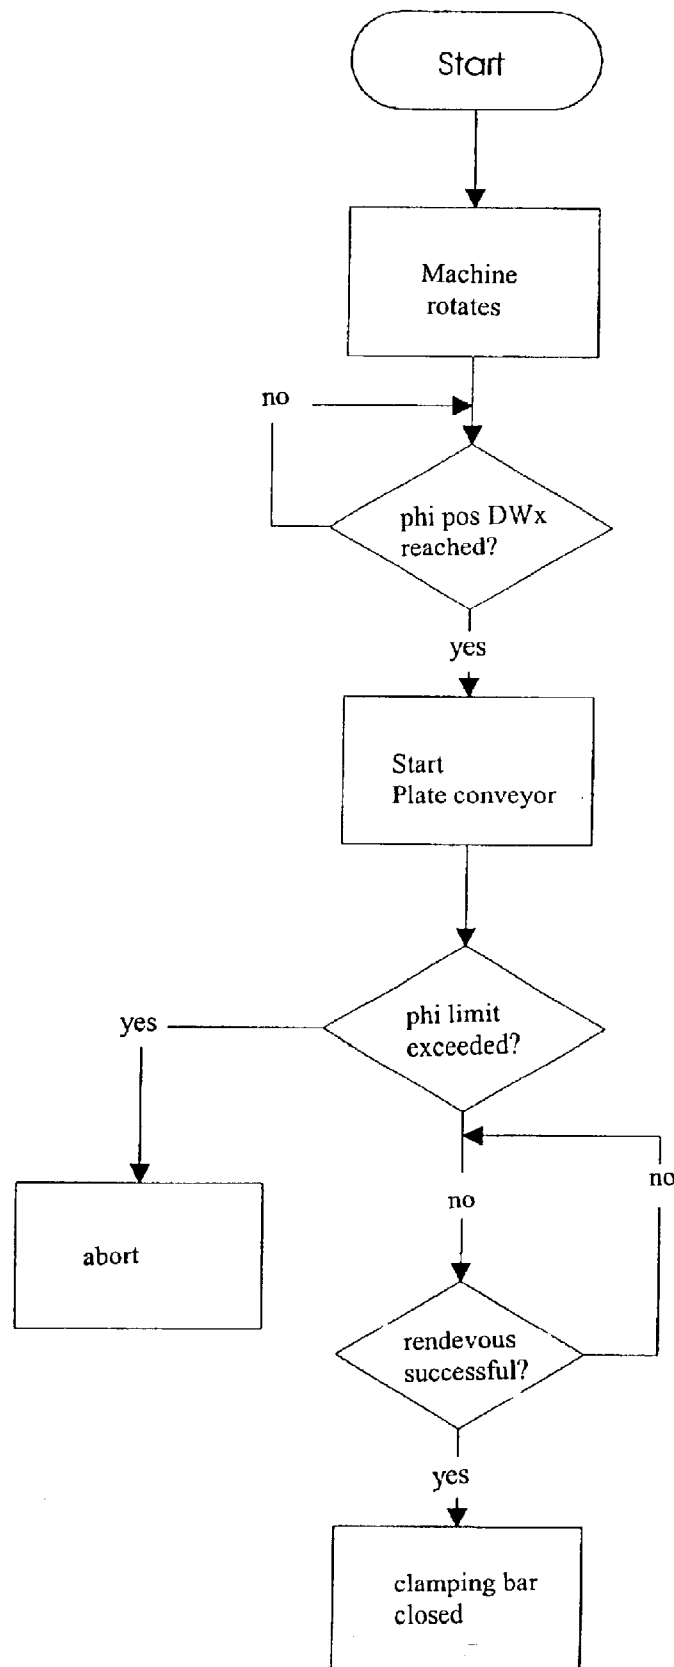 Start
Machine
rotates
no
phi pos DWx
reached?
yes
Start
Plate conveyor
phi limit
exceeded?
yes
abort
no
no
rendevous
successful?
yes
clamping bar
closed